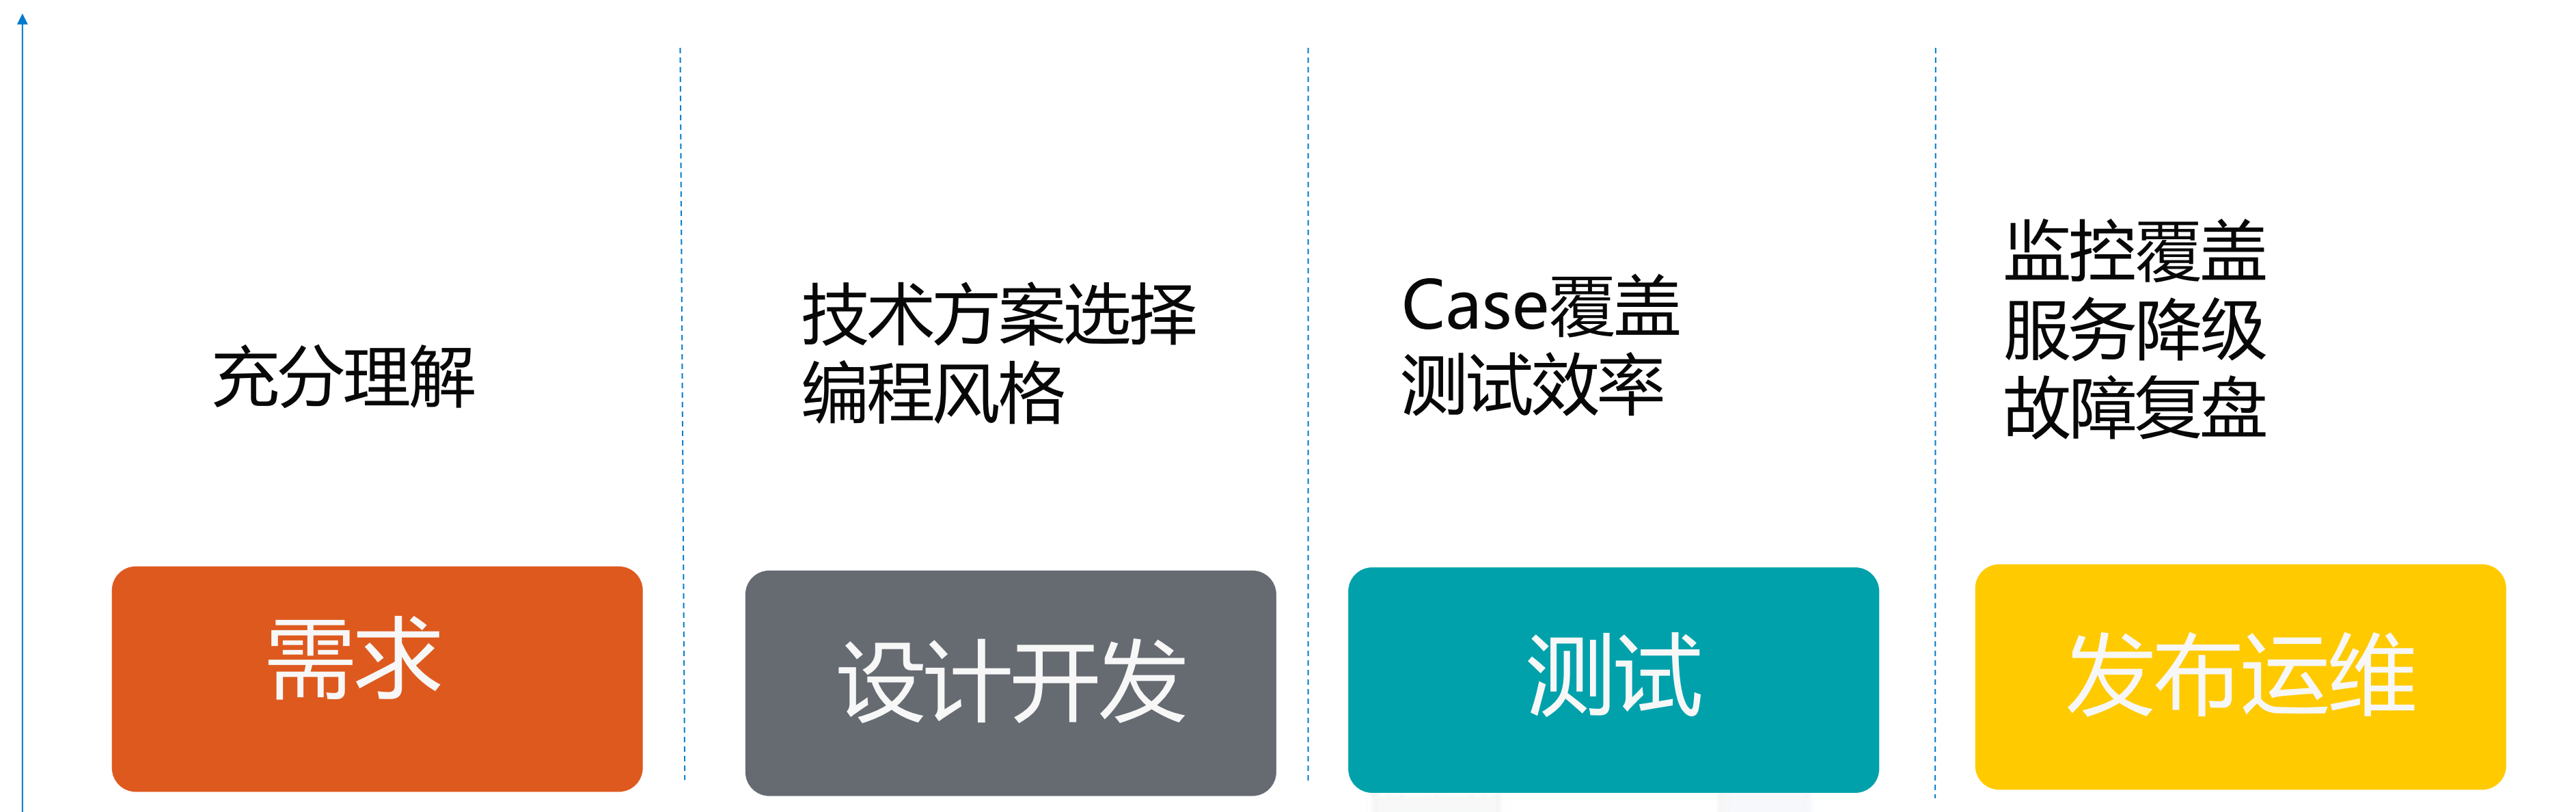 充分理解
需求
技术方案选择
编程风格
设计开发
Case覆盖
测试效率
测试
监控覆盖
服务降级
故障复盘
发布运维